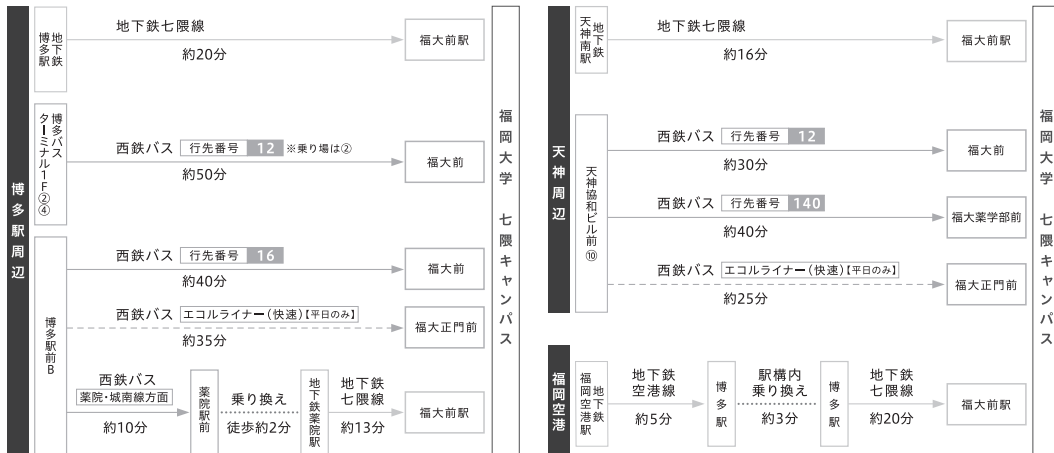 博多駅周辺
地下鉄
博多駅
地下鉄七隈線
約20分
福大前駅
博多バス
ターミナル1F②④
西鉄バス 行先番号 12 ※乗り場は②
約50分
福大前
博多駅前B
西鉄バス 行先番号 16
約40分
福大前
西鉄バス エコルライナー(快速)【平日のみ】
約35分
福大正門前
西鉄バス
薬院・城南線方面
約10分
薬院駅前
乗り換え
徒歩約2分
地下鉄薬院駅
地下鉄
七隈線
約13分
福大前駅
福岡大学 七隈キャンパス
天神周辺
地下鉄
天神南駅
地下鉄七隈線
約16分
福大前駅
天神協和ビル前⑩
西鉄バス 行先番号 12
約30分
福大前
西鉄バス 行先番号 140
約40分
福大薬学部前
西鉄バス エコルライナー(快速)【平日のみ】
約25分
福大正門前
福岡空港
地下鉄
福岡空港駅
地下鉄
空港線
約5分
博多駅
駅構内
乗り換え
約3分
博多駅
地下鉄
七隈線
約20分
福大前駅
福岡大学 七隈キャンパス